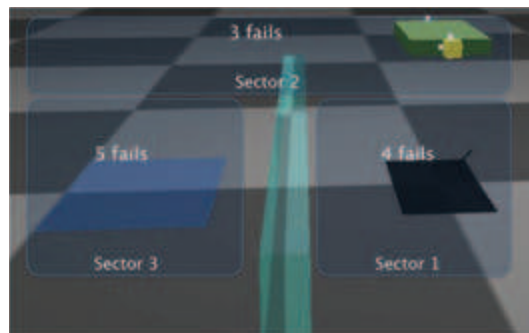 3 fails
Sector 2
5 fails
Sector 3
4 fails
Sector 1